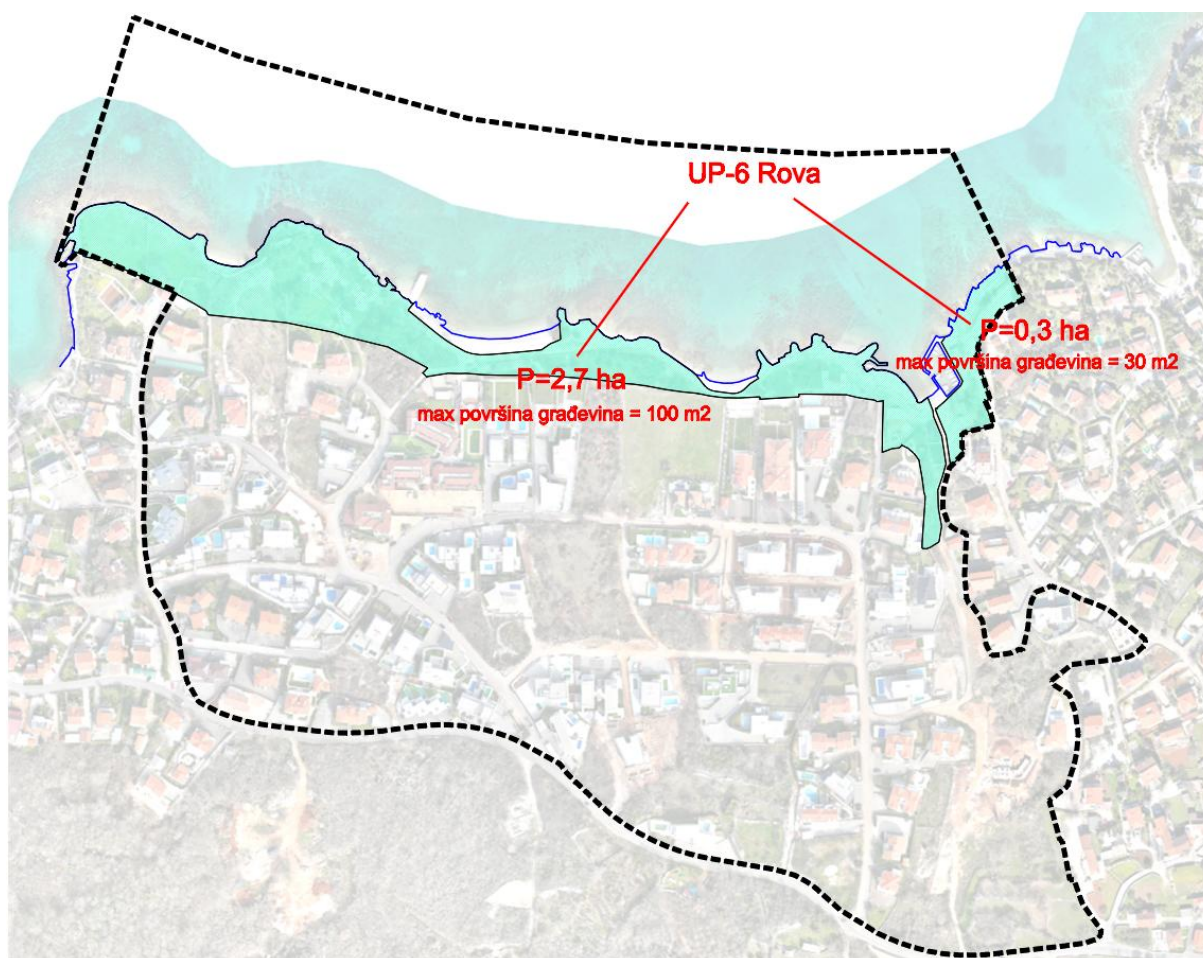 UP-6 Rova
P=0,3 ha
max površina građevina = 30 m2
P=2,7 ha
max površina građevina = 100 m2